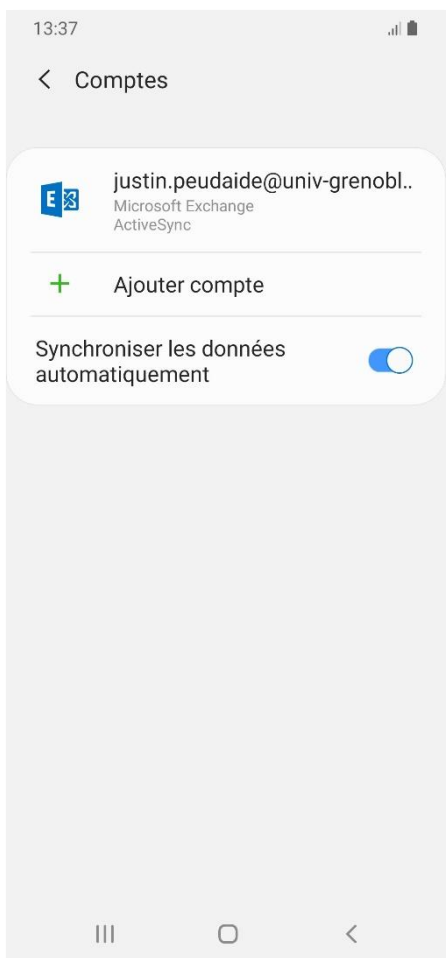 13:37
Comptes
justin.peudaide@univ-grenobl..
Microsoft Exchange
ActiveSync
Ajouter compte
Synchroniser les données
automatiquement